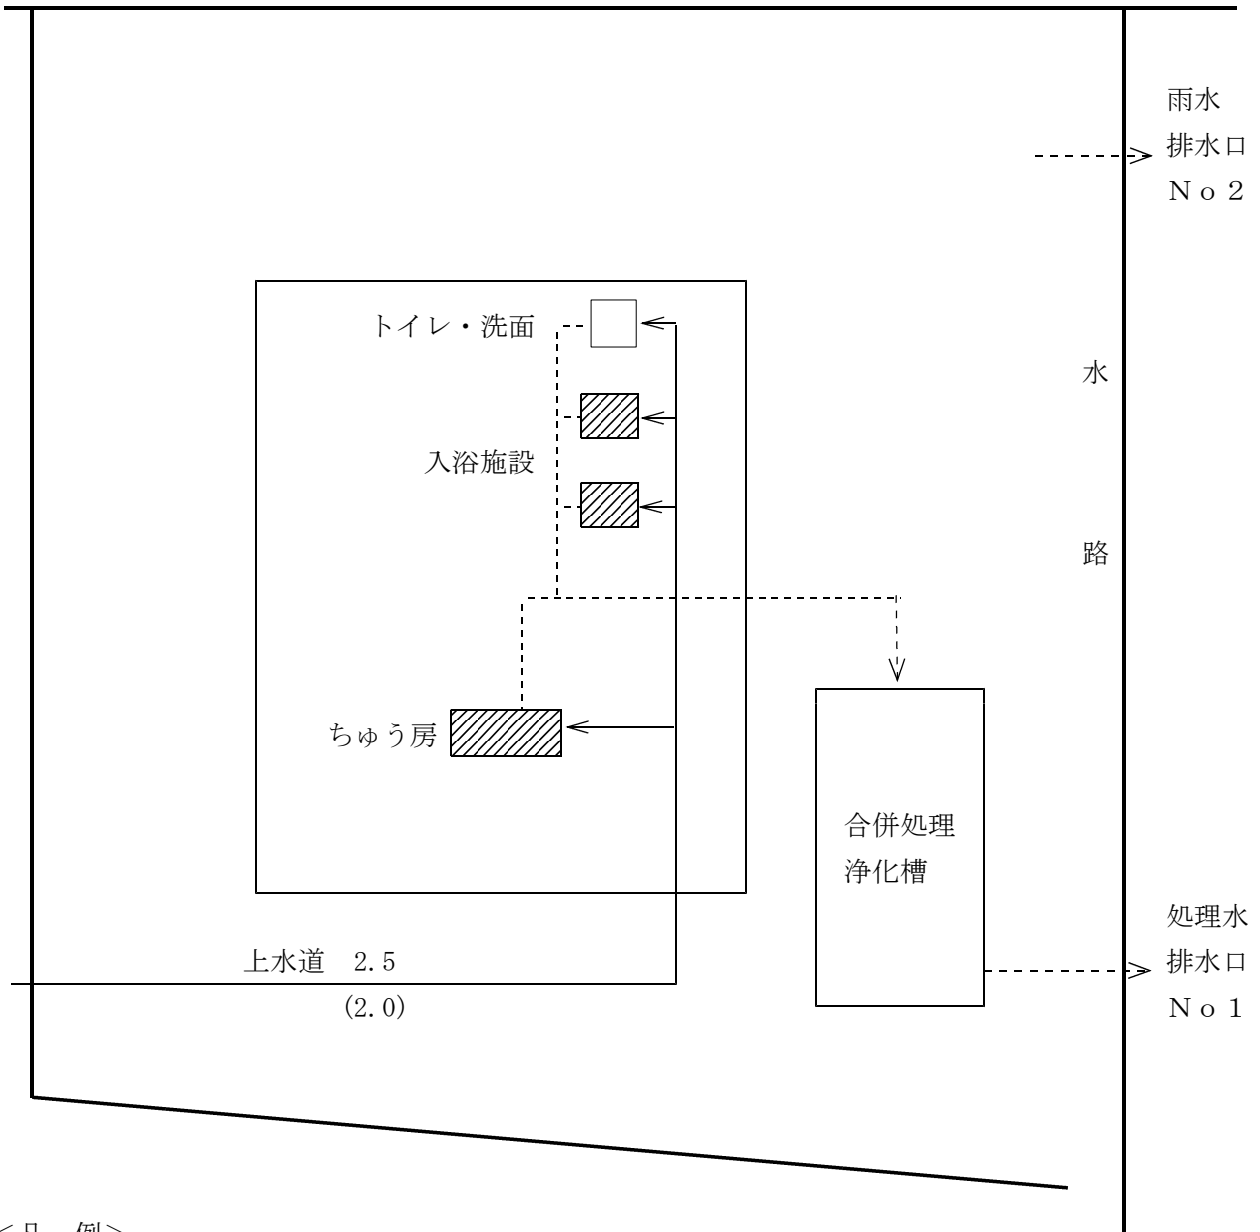 雨水
排水口
Ｎｏ２
トイレ・洗面
水
入浴施設
路
ちゅう房
合併処理
浄化槽
処理水
上水道　2.5
排水口
(2.0)
Ｎｏ１
＜凡　例＞